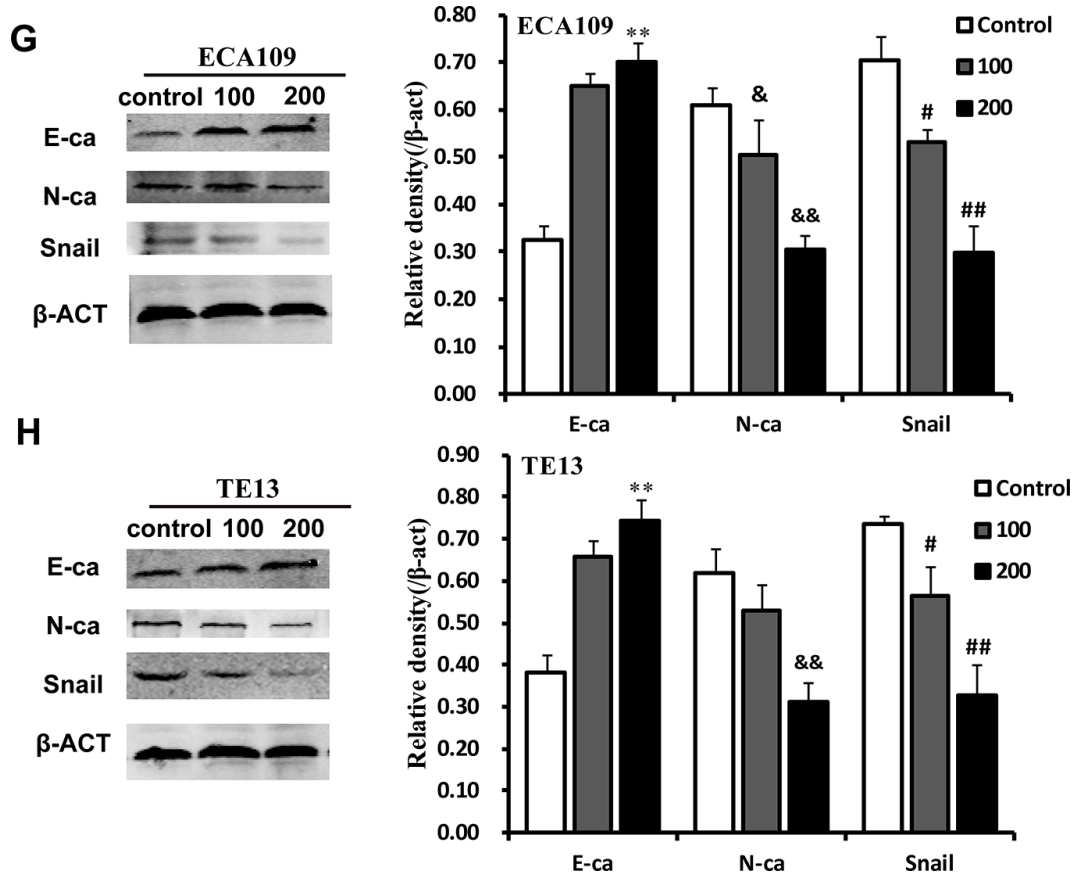 G
ECA109
control 100 200
E-ca
N-ca
Snail
β-ACT
ECA109
Relative density(/β-act)
0.80
0.70
0.60
0.50
0.40
0.30
0.20
0.10
0.00
**
&
&&
#
##
E-ca N-ca Snail
Control
100
200
H
TE13
control 100 200
E-ca
N-ca
Snail
β-ACT
TE13
Relative density(/β-act)
0.90
0.80
0.70
0.60
0.50
0.40
0.30
0.20
0.10
0.00
**
&&
#
##
E-ca N-ca Snail
Control
100
200